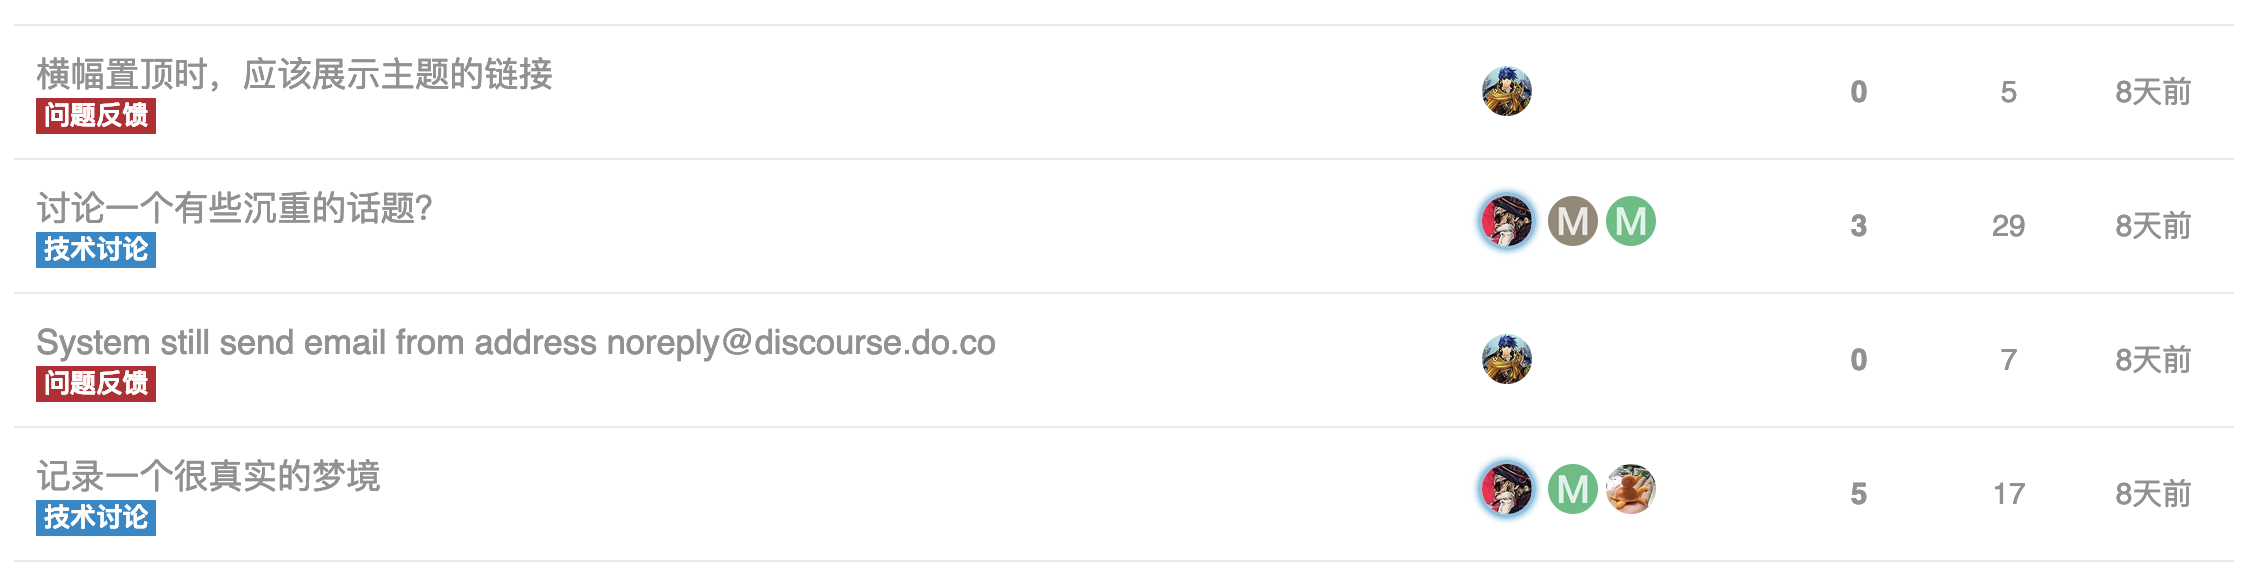 横幅置顶时，应该展示主题的链接
问题反馈
0 5 8天前
讨论一个有些沉重的话题？
技术讨论
M M 3 29 8天前
System still send email from address noreply@discourse.do.co
问题反馈
0 7 8天前
记录一个很真实的梦境
技术讨论
M 5 17 8天前